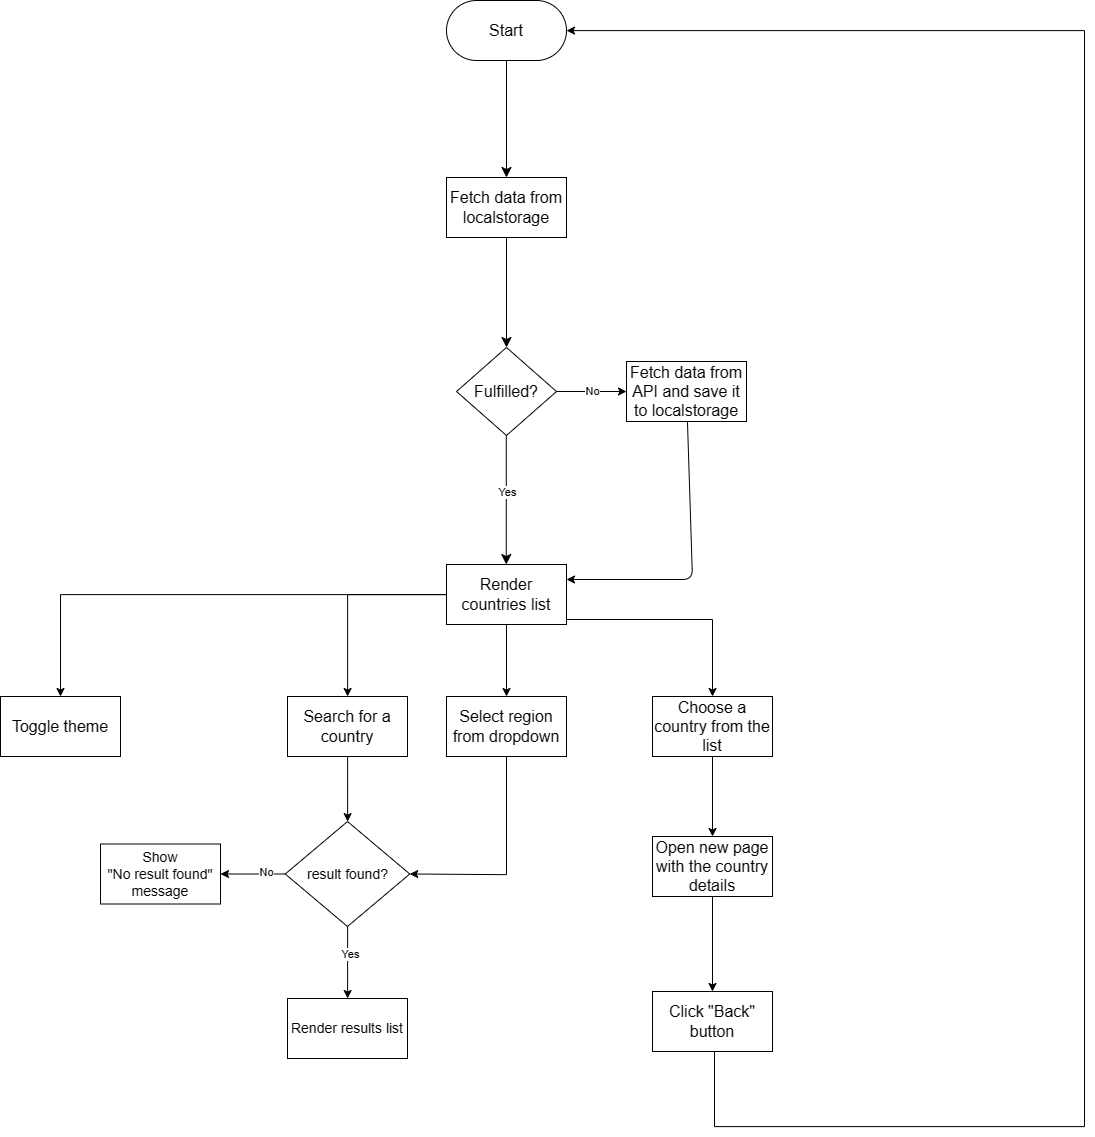 Start
Fetch data from
localstorage
Fulfilled?
No
Fetch data from
API and save it
to localstorage
Yes
Render
countries list
Toggle theme
Search for a
country
Select region
from dropdown
Choose a
country from the
list
Show
"No result found"
message
No
result found?
Open new page
with the country
details
Yes
Render results list
Click "Back"
button